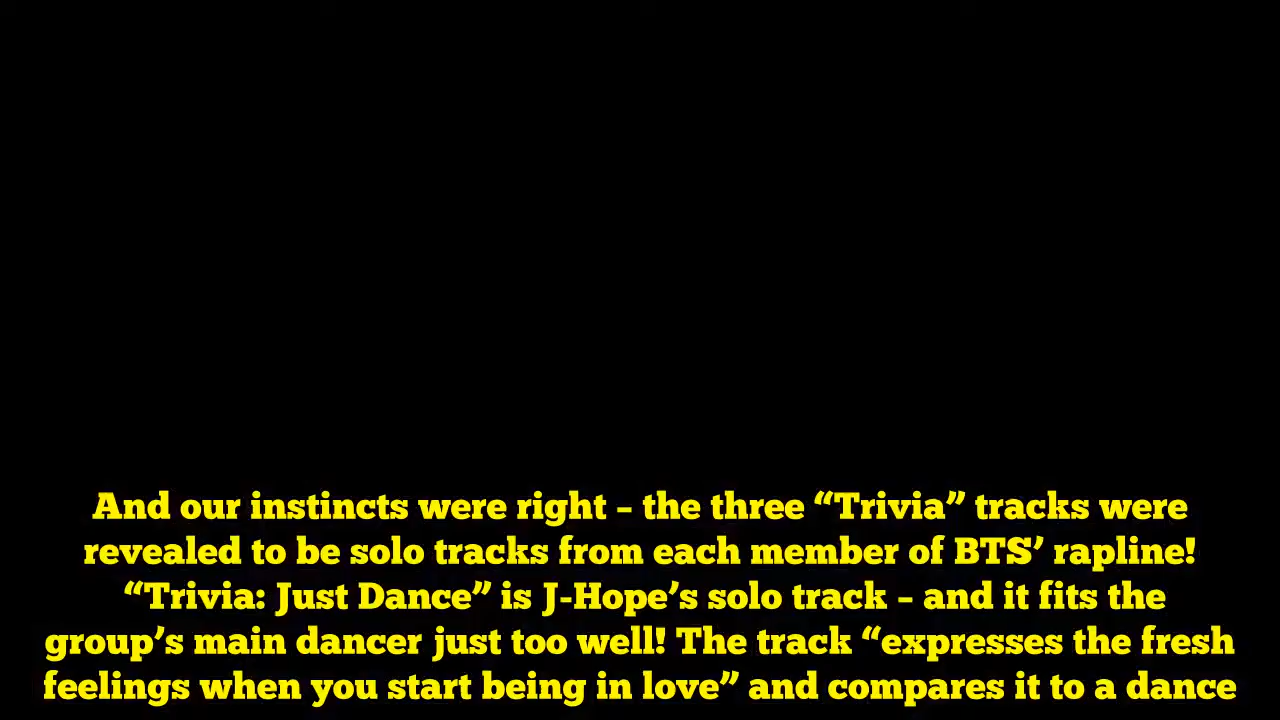 And our instincts were right – the three “Trivia” tracks were
revealed to be solo tracks from each member of BTS’ rapline!
“Trivia: Just Dance” is J-Hope’s solo track – and it fits the
group’s main dancer just too well! The track “expresses the fresh
feelings when you start being in love” and compares it to a dance